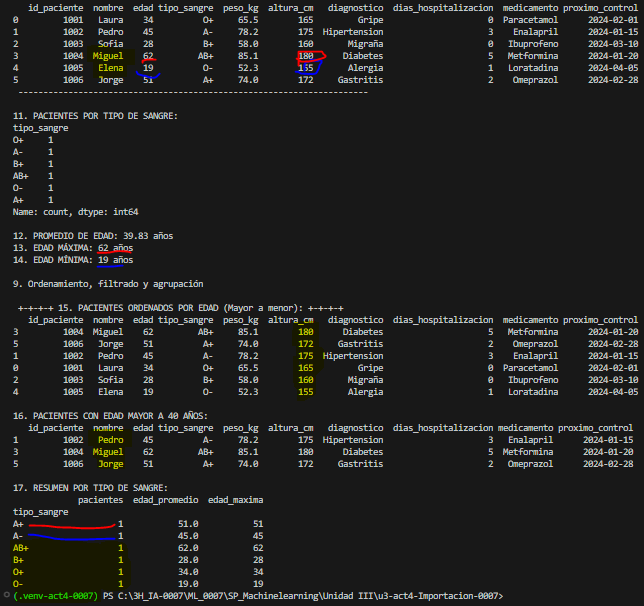 id_paciente nombre edad tipo_sangre peso_kg altura_cm diagnostico dias_hospitalizacion medicamento proximo_control
0 1001 Laura 34 O+ 65.5 165 Gripe 0 Paracetamol 2024-02-01
1 1002 Pedro 45 A- 78.2 175 Hipertension 3 Enalapril 2024-01-15
2 1003 Sofia 28 B+ 58.0 160 Migraña 0 Ibuprofeno 2024-03-10
3 1004 Miguel 62 AB+ 85.1 180 Diabetes 5 Metformina 2024-01-20
4 1005 Elena 19 O- 52.3 155 Alergia 1 Loratadina 2024-04-05
5 1006 Jorge 51 A+ 74.0 172 Gastritis 2 Omeprazol 2024-02-28
----------------------------------------------------------------------
11. PACIENTES POR TIPO DE SANGRE:
tipo_sangre
O+ 1
A- 1
B+ 1
AB+ 1
O- 1
A+ 1
Name: count, dtype: int64
12. PROMEDIO DE EDAD: 39.83 años
13. EDAD MÁXIMA: 62 años
14. EDAD MÍNIMA: 19 años
9. Ordenamiento, filtrado y agrupación
+-+-+-+ 15. PACIENTES ORDENADOS POR EDAD (Mayor a menor): +-+-+-+
id_paciente nombre edad tipo_sangre peso_kg altura_cm diagnostico dias_hospitalizacion medicamento proximo_control
3 1004 Miguel 62 AB+ 85.1 180 Diabetes 5 Metformina 2024-01-20
5 1006 Jorge 51 A+ 74.0 172 Gastritis 2 Omeprazol 2024-02-28
1 1002 Pedro 45 A- 78.2 175 Hipertension 3 Enalapril 2024-01-15
0 1001 Laura 34 O+ 65.5 165 Gripe 0 Paracetamol 2024-02-01
2 1003 Sofia 28 B+ 58.0 160 Migraña 0 Ibuprofeno 2024-03-10
4 1005 Elena 19 O- 52.3 155 Alergia 1 Loratadina 2024-04-05
16. PACIENTES CON EDAD MAYOR A 40 AÑOS:
id_paciente nombre edad tipo_sangre peso_kg altura_cm diagnostico dias_hospitalizacion medicamento proximo_control
1 1002 Pedro 45 A- 78.2 175 Hipertension 3 Enalapril 2024-01-15
3 1004 Miguel 62 AB+ 85.1 180 Diabetes 5 Metformina 2024-01-20
5 1006 Jorge 51 A+ 74.0 172 Gastritis 2 Omeprazol 2024-02-28
17. RESUMEN POR TIPO DE SANGRE:
pacientes edad_promedio edad_maxima
tipo_sangre
A+ 1 51.0 51
A- 1 45.0 45
AB+ 1 62.0 62
B+ 1 28.0 28
O+ 1 34.0 34
O- 1 19.0 19
(.venv-act4-0007) PS C:\3H_IA-0007\ML_0007\SP_Machinelearning\Unidad III\u3-act4-Importacion-0007>